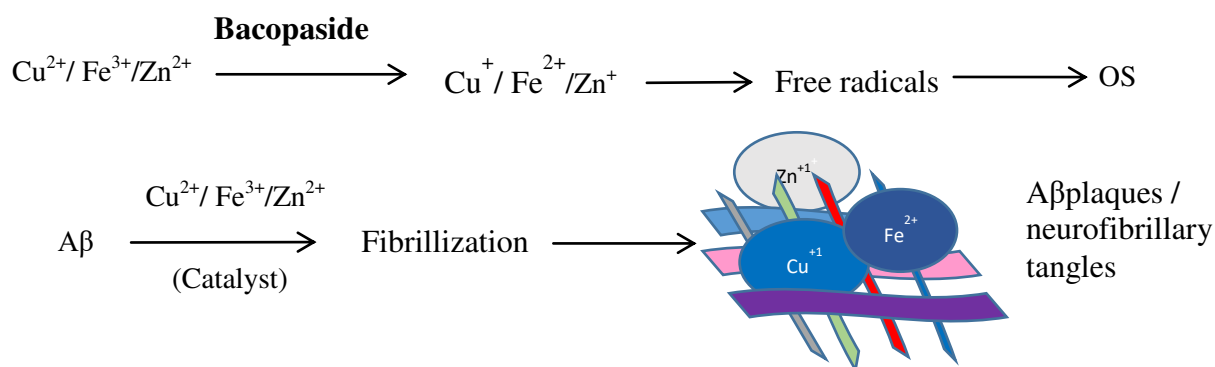 Bacopaside
Cu²⁺/ Fe³⁺/Zn²⁺ Cu⁺/ Fe²⁺/Zn⁺ Free radicals OS
Cu²⁺/ Fe³⁺/Zn²⁺
Aβ Fibrillization
(Catalyst)
Zn⁺¹
Fe²⁺
Cu⁺¹
Aβplaques /
neurofibrillary
tangles